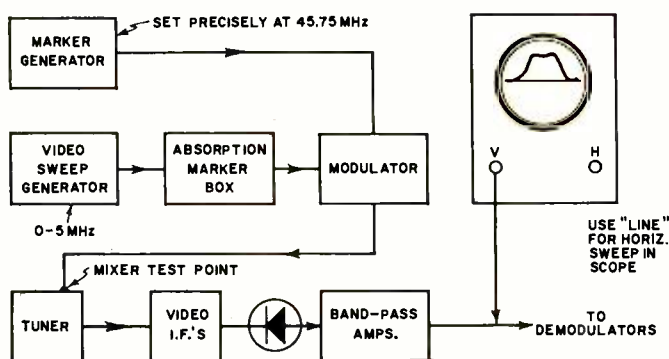 SET PRECISELY AT 45.75 MHz
MARKER
GENERATOR
VIDEO
SWEEP
GENERATOR
ABSORPTION
MARKER
BOX
MODULATOR
V
H
0-5 MHz
USE "LINE"
FOR HORIZ.
SWEEP IN
SCOPE
MIXER TEST POINT
TUNER
VIDEO
I.F.'S
BAND-PASS
AMPS.
TO
DEMODULATORS